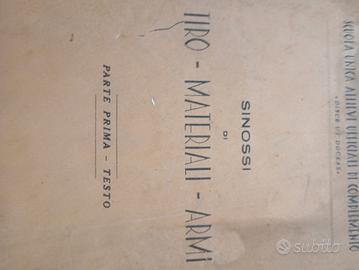 SCUOLA UNICA ALLIEVI UFFICIALI DI COMPLEMENTO
SINOSSI
DI
TIRO - MATERIALI - ARMI
PARTE PRIMA - TESTO
subito